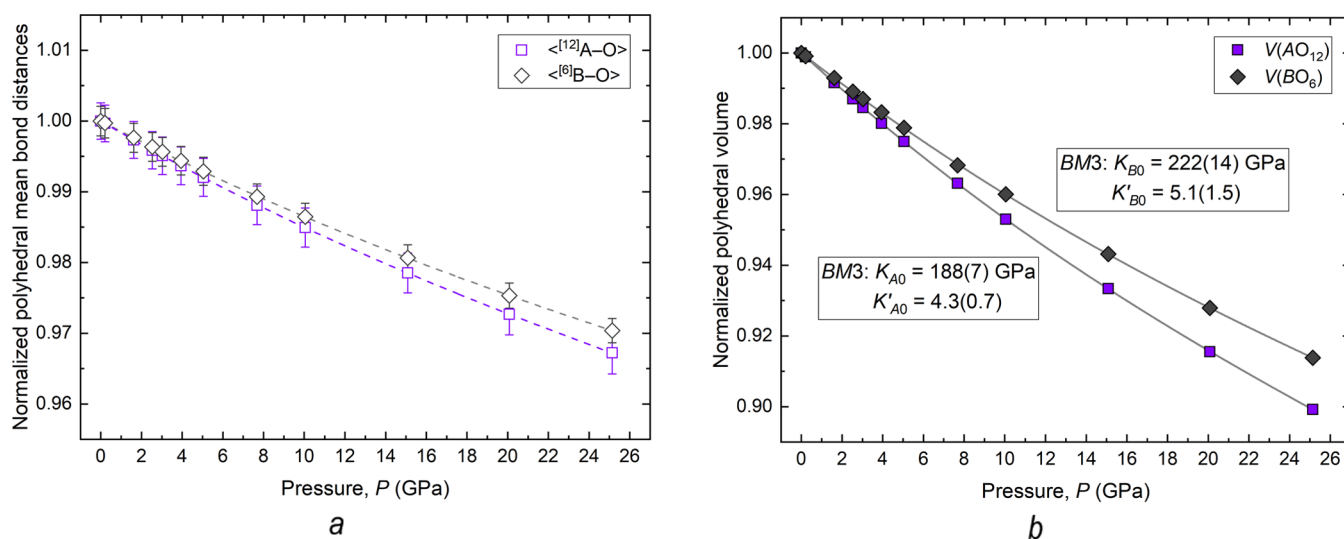 Normalized polyhedral mean bond distances
1.01
1.00
0.99
0.98
0.97
0.96
<[12]A–O>
<[6]B–O>
0 2 4 6 8 10 12 14 16 18 20 22 24 26
Pressure, P (GPa)
a
Normalized polyhedral volume
1.00
0.98
0.96
0.94
0.92
0.90
V(AO12)
V(BO6)
BM3: KB0 = 222(14) GPa
K'B0 = 5.1(1.5)
BM3: KA0 = 188(7) GPa
K'A0 = 4.3(0.7)
0 2 4 6 8 10 12 14 16 18 20 22 24 26
Pressure, P (GPa)
b